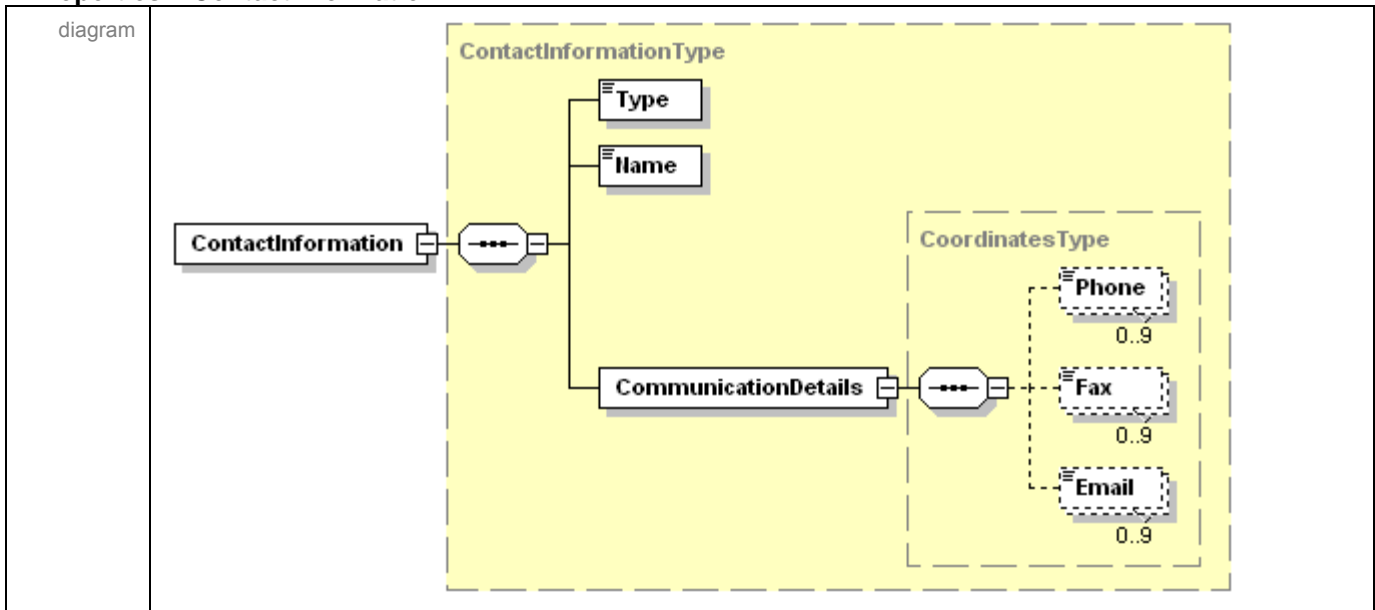 diagram
ContactInformationType
Type
Name
ContactInformation
CoordinatesType
Phone
0..9
CommunicationDetails
Fax
0..9
Email
0..9